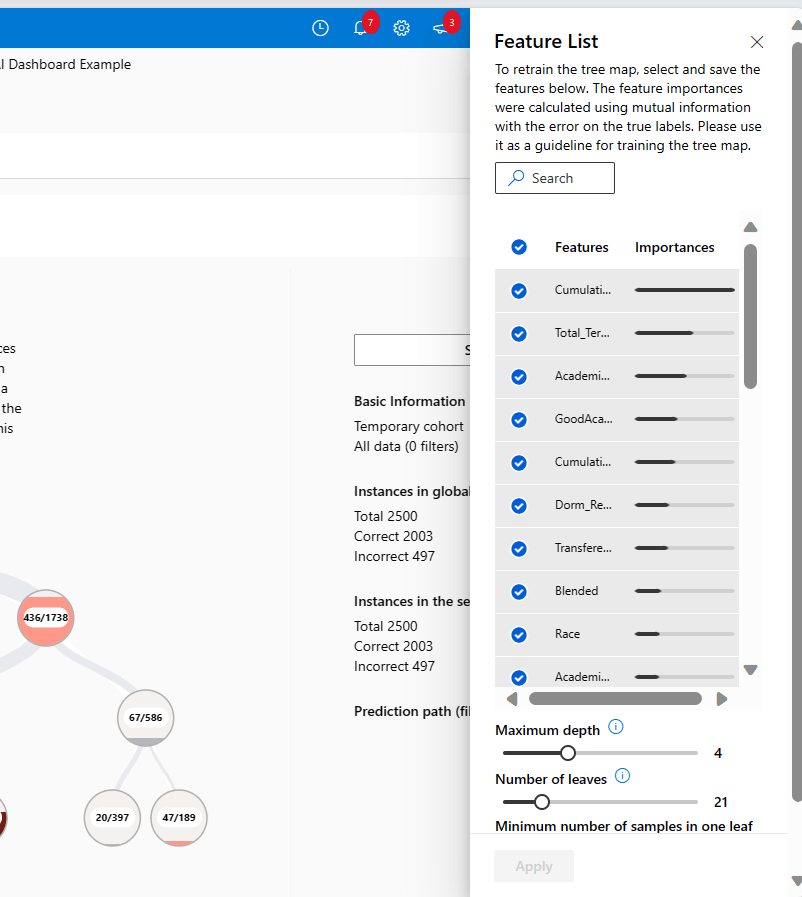 7
3
I Dashboard Example
ces
n
a
the
his
436/1738
67/586
20/397
47/189
S
Basic Information
Temporary cohort
All data (0 filters)
Instances in global
Total 2500
Correct 2003
Incorrect 497
Instances in the se
Total 2500
Correct 2003
Incorrect 497
Prediction path (fil
Feature List
To retrain the tree map, select and save the
features below. The feature importances
were calculated using mutual information
with the error on the true labels. Please use
it as a guideline for training the tree map.
Search
Features Importances
Cumulati...
Total_Ter...
Academi...
GoodAca...
Cumulati...
Dorm_Re...
Transfere...
Blended
Race
Academi...
Maximum depth
4
Number of leaves
21
Minimum number of samples in one leaf
Apply